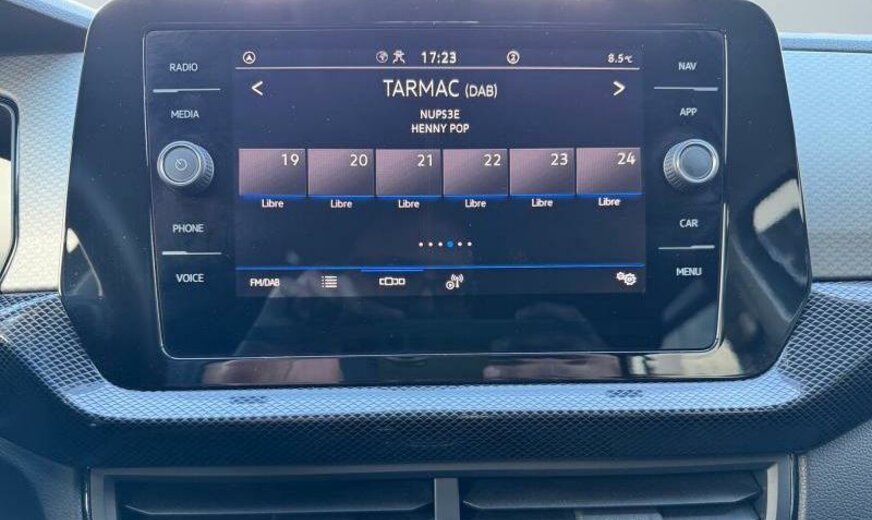 RADIO
MEDIA
PHONE
VOICE
17:23
2
8.5°C
< TARMAC (DAB) >
NUPS3E
HENNY POP
19 20 21 22 23 24
Libre Libre Libre Libre Libre Libre
FM/DAB
NAV
APP
CAR
MENU